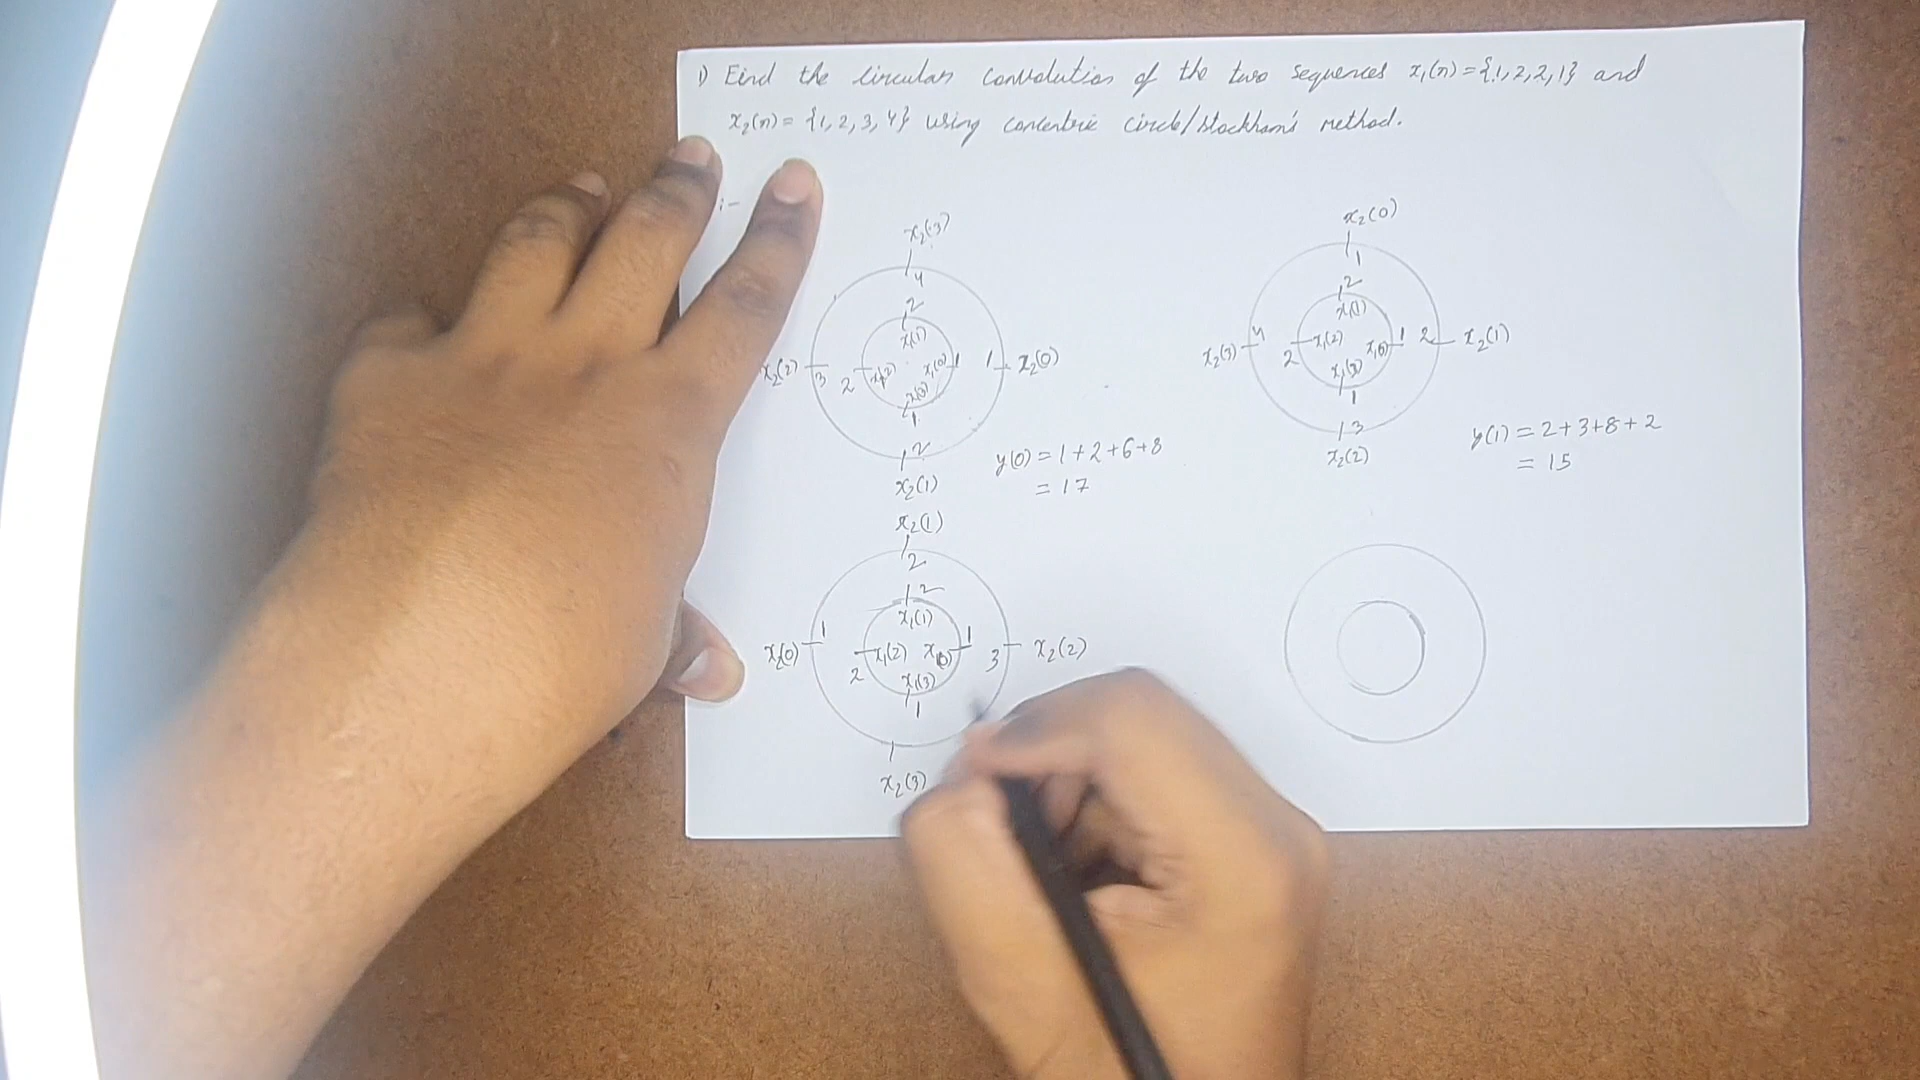 1) Find the circular convolution of the two sequences x₁(n)={1,2,2,1} and
x₂(n)= {1,2,3,4} using concentric circle/stockham's method.
:-
x₂(3)
4
2
x₁(1)
x₂(2) 3 2 x₁(2) x₁(0) 1 1 x₂(0)
x₁(3)
1
2
x₂(1)
y(0) = 1+2+6+8
= 17
x₂(0)
1
2
x₁(1)
x₂(3) 4 2 x₁(2) x₁(0) 1 2 x₂(1)
x₁(3)
1
3
x₂(2)
y(1) = 2+3+8+2
= 15
x₂(1)
2
2
x₁(1)
x₂(0) 1 2 x₁(2) x₁(0) 1 3 x₂(2)
x₁(3)
1
x₂(3)